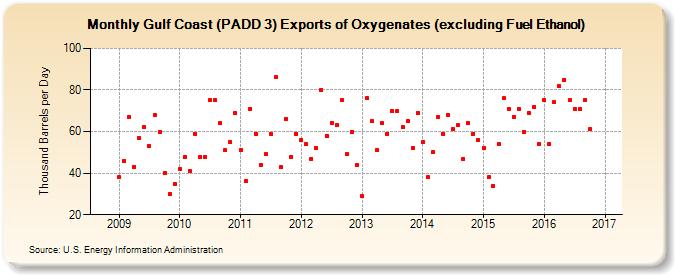 Monthly Gulf Coast (PADD 3) Exports of Oxygenates (excluding Fuel Ethanol)
Thousand Barrels per Day
100
80
60
40
20
2009 2010 2011 2012 2013 2014 2015 2016 2017
Source: U.S. Energy Information Administration